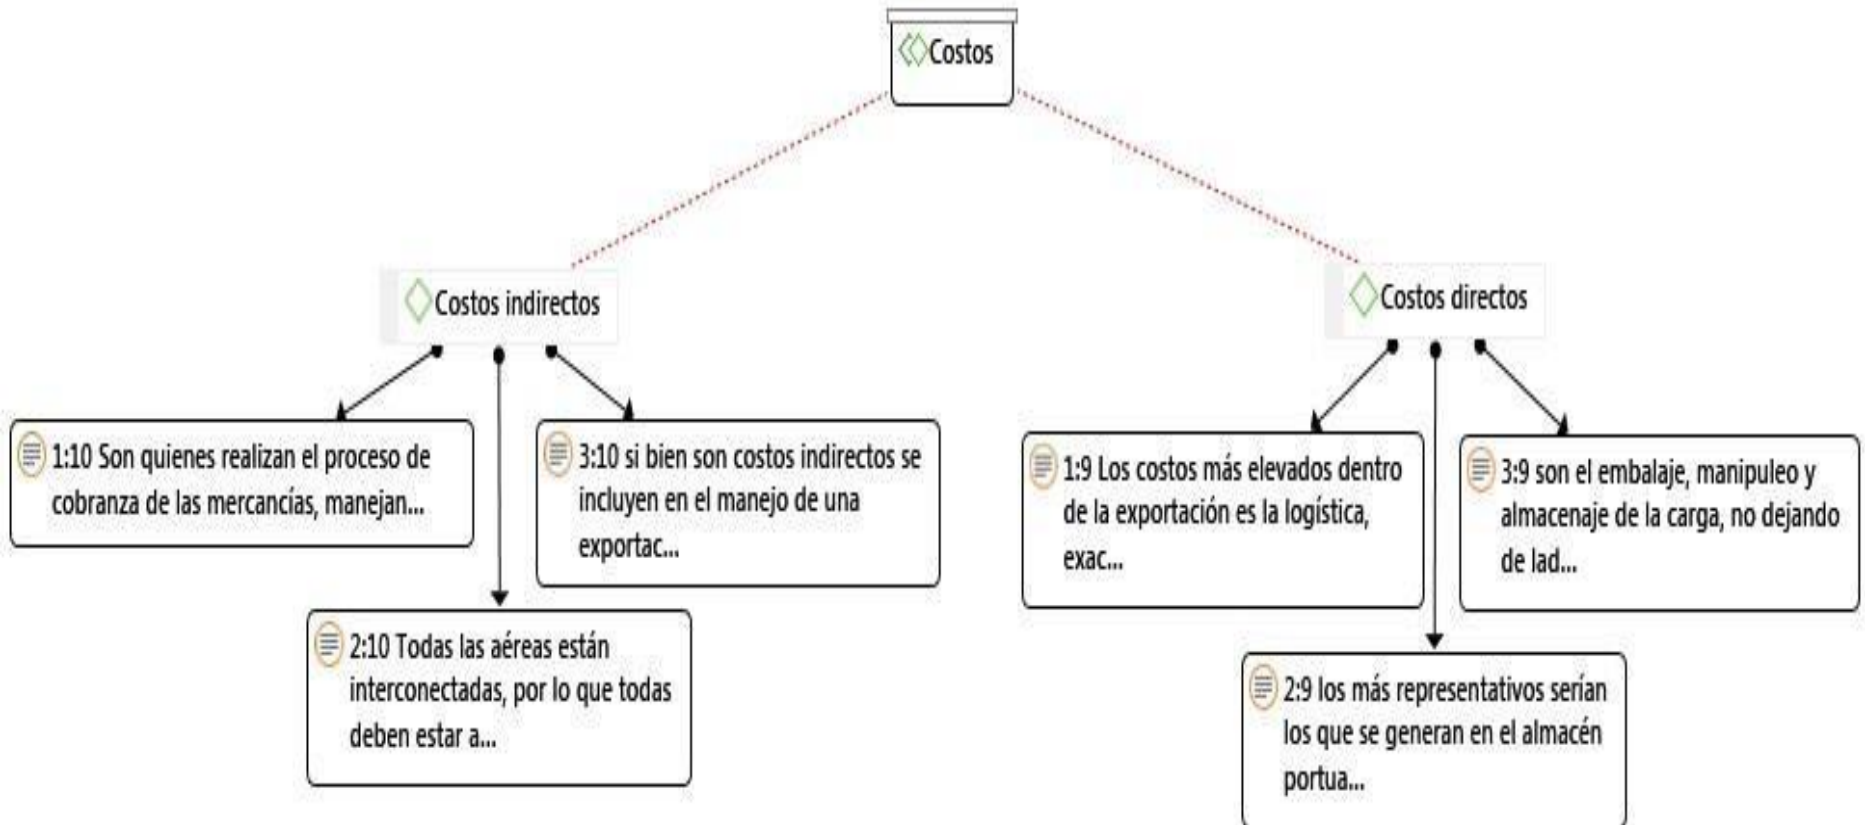 Costos
Costos indirectos
Costos directos
1:10 Son quienes realizan el proceso de
cobranza de las mercancías, manejan...
3:10 si bien son costos indirectos se
incluyen en el manejo de una
exportac...
1:9 Los costos más elevados dentro
de la exportación es la logística,
exac...
3:9 son el embalaje, manipuleo y
almacenaje de la carga, no dejando
de lad...
2:10 Todas las aéreas están
interconectadas, por lo que todas
deben estar a...
2:9 los más representativos serían
los que se generan en el almacén
portua...